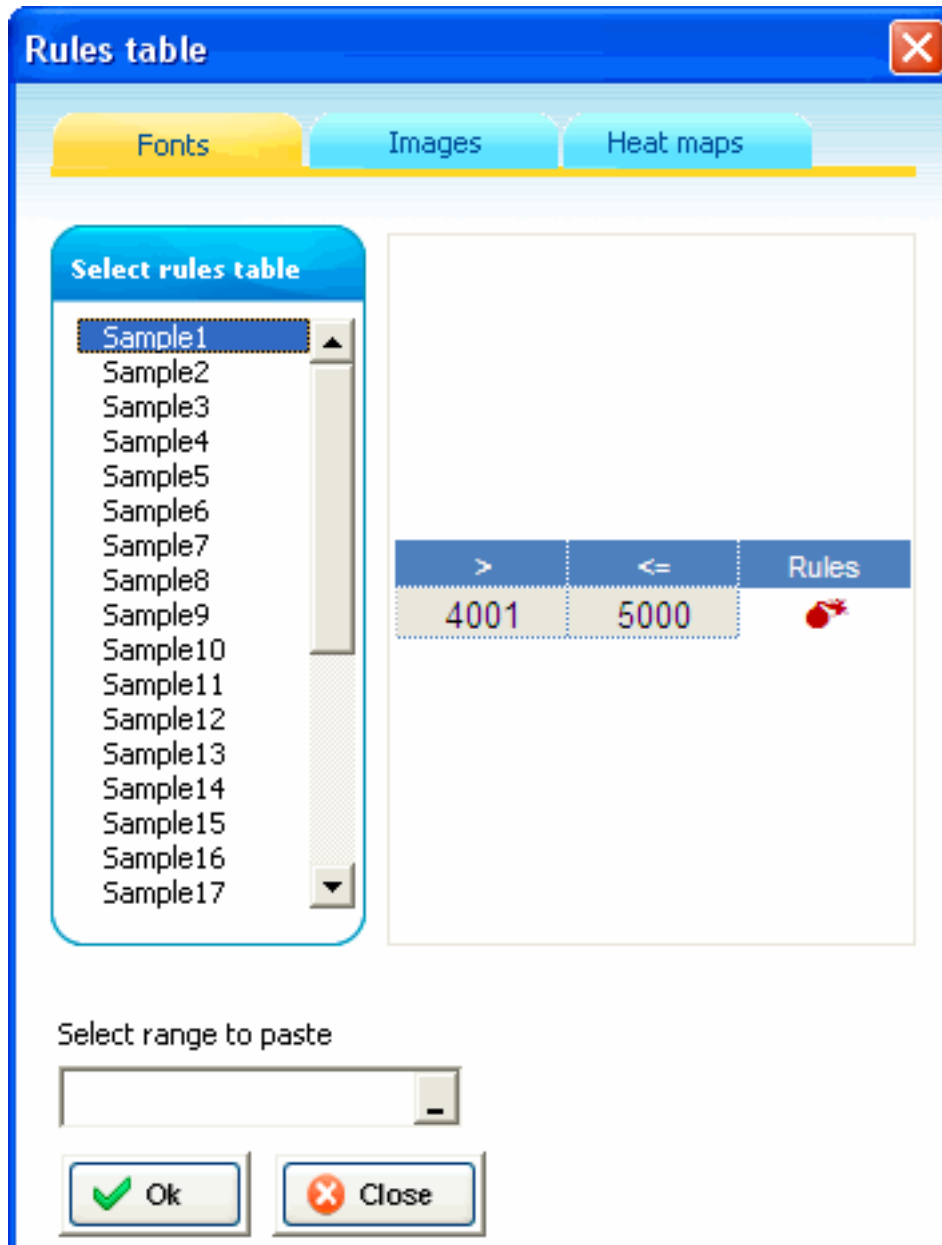 Rules table
Fonts Images Heat maps
Select rules table
Sample1
Sample2
Sample3
Sample4
Sample5
Sample6
Sample7
Sample8
Sample9
Sample10
Sample11
Sample12
Sample13
Sample14
Sample15
Sample16
Sample17
> <= Rules
4001 5000
Select range to paste
Ok Close